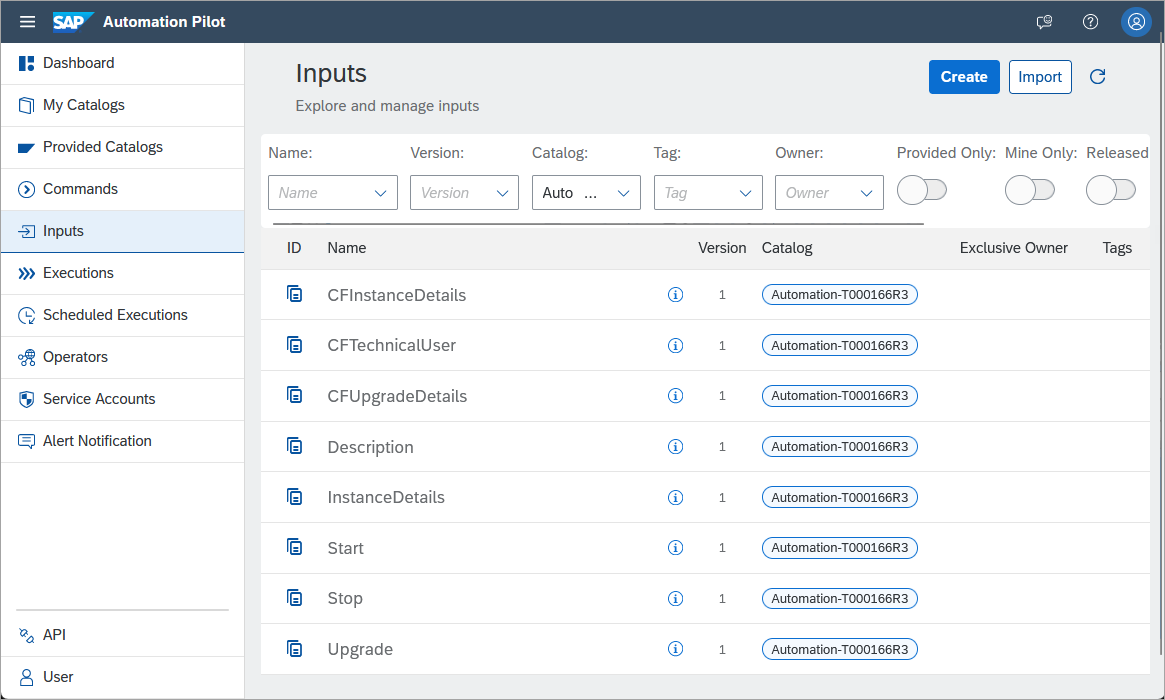 SAP Automation Pilot
Dashboard
My Catalogs
Provided Catalogs
Commands
Inputs
Executions
Scheduled Executions
Operators
Service Accounts
Alert Notification
API
User
Inputs
Explore and manage inputs
Create Import
Name: Version: Catalog: Tag: Owner: Provided Only: Mine Only: Released
Name Version Auto ... Tag Owner
ID Name Version Catalog Exclusive Owner Tags
CFInstanceDetails 1 Automation-T000166R3
CFTechnicalUser 1 Automation-T000166R3
CFUpgradeDetails 1 Automation-T000166R3
Description 1 Automation-T000166R3
InstanceDetails 1 Automation-T000166R3
Start 1 Automation-T000166R3
Stop 1 Automation-T000166R3
Upgrade 1 Automation-T000166R3